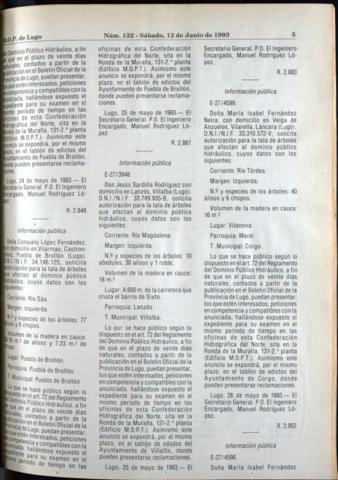 B.O.P. de Lugo
Núm. 132 - Sábado, 12 de Junio de 1993
5
Dominio Público Hidráulico, a fin
de que en el plazo de veinte días
naturales, contados a partir de la
publicación en el Boletín Oficial de la
Provincia de Lugo, puedan presentar,
los que estén interesados, peticiones
en competencia y compatibles con la
anunciada, hallándose expuesto el
expediente para su examen en el
mismo período de tiempo en las
oficinas de esta Confederación
Hidrográfica del Norte, sita en la
Ronda de la Muralla, 131-2.ª planta
(Edificio M.O.P.T.). Asimismo este
anuncio se expondrá, por el mismo
plazo, en el tablón de edictos del
Ayuntamiento de Puebla de Brollón,
donde pueden presentarse reclama-
ciones.
Lugo, 24 de mayo de 1993.— El
Secretario General. P.O. El Ingeniero
Encargado, Manuel Rodríguez Ló-
pez.
R. 2.848
Información pública
Doña Consuelo López Fernández,
con domicilio en Vilarmao, Castron-
Puebla de Brollón (Lugo).
D.N.I./N.I.F. 34.146.125, solicita
autorización para la tala de árboles
que afectan al dominio público
hidráulico, cuyos datos son los
siguientes:
Corriente: Río Sáa.
Margen: Izquierda.
N.º y especies de los árboles: 77
y chopos.
Volumen de la madera en cauce:
16 m.³ de alisos y 7,23 m.³ de
Lugar: Puebla de Brollón.
Parroquia: Puebla de Brollón.
T. Municipal: Puebla de Brollón.
Lo que se hace público según lo
dispuesto en el art. 72 del Reglamento
del Dominio Público Hidráulico, a fin
de que en el plazo de veinte días
naturales, contados a partir de la
publicación en el Boletín Oficial de la
Provincia de Lugo, puedan presentar,
los que estén interesados, peticiones
en competencia y compatibles con la
anunciada, hallándose expuesto el
expediente para su examen en el
mismo período de tiempo en las
oficinas de esta Confederación
Hidrográfica del Norte, sita en la
Ronda de la Muralla, 131-2.ª planta
(Edificio M.O.P.T.). Asimismo este
anuncio se expondrá, por el mismo
plazo, en el tablón de edictos del
Ayuntamiento de Puebla de Brollón,
donde pueden presentarse reclama-
ciones.
Lugo, 25 de mayo de 1993.— El
Secretario General. P.O. El Ingeniero
Encargado, Manuel Rodríguez Ló-
pez.
R. 2.861
Información pública
E-27/3948
Don Jesús Sardiña Rodríguez con
domicilio en Lanzós, Villalba (Lugo).
D.N.I./N.I.F. 33.749.935-B, solicita
autorización para la tala de árboles
que afectan al dominio público
hidráulico, cuyos datos son los
siguientes:
Corriente: Río Magdalena.
Margen: Izquierda.
N.º y especies de los árboles: 10
abedules, 30 alisos y 1 roble.
Volumen de la madera en cauce:
18 m.³
Lugar: A 600 m. de la carretera que
cruza el barrio de Sixto.
Parroquia: Lanzós.
T. Municipal: Villalba.
Lo que se hace público según lo
dispuesto en el art. 72 del Reglamento
del Dominio Público Hidráulico, a fin
de que en el plazo de veinte días
naturales, contados a partir de la
publicación en el Boletín Oficial de la
Provincia de Lugo, puedan presentar,
los que estén interesados, peticiones
en competencia y compatibles con la
anunciada, hallándose expuesto el
expediente para su examen en el
mismo período de tiempo en las
oficinas de esta Confederación
Hidrográfica del Norte, sita en la
Ronda de la Muralla, 131-2.ª planta
(Edificio M.O.P.T.). Asimismo este
anuncio se expondrá, por el mismo
plazo, en el tablón de edictos del
Ayuntamiento de Villalba, donde
pueden presentarse reclamaciones.
Lugo, 25 de mayo de 1993.— El
Secretario General. P.O. El Ingeniero
Encargado, Manuel Rodríguez Ló-
pez.
R. 2.883
Información pública
E-27/4599.
Doña María Isabel Fernández
Neira, con domicilio en Veiga de
Anzuelos, Vilarella, Láncara (Lugo).
D.N.I./N.I.F. 33.310.572-V, solicita
autorización para la tala de árboles
que afectan al dominio público
hidráulico, cuyos datos son los
siguientes:
Corriente: Río Tórdea.
Margen: Izquierda.
N.º y especies de los árboles: 40
alisos y 6 chopos.
Volumen de la madera en cauce:
16 m.³
Lugar: Vilanova.
Parroquia: Marei.
T. Municipal: Corgo.
Lo que se hace público según lo
dispuesto en el art. 72 del Reglamento
del Dominio Público Hidráulico, a fin
de que en el plazo de veinte días
naturales, contados a partir de la
publicación en el Boletín Oficial de la
Provincia de Lugo, puedan presentar,
los que estén interesados, peticiones
en competencia y compatibles con la
anunciada, hallándose expuesto el
expediente para su examen en el
mismo período de tiempo en las
oficinas de esta Confederación
Hidrográfica del Norte, sita en la
Ronda de la Muralla, 131-2.ª planta
(Edificio M.O.P.T.). Asimismo este
anuncio se expondrá, por el mismo
plazo, en el tablón de edictos del
Ayuntamiento de Corgo, donde
pueden presentarse reclamaciones.
Lugo, 26 de mayo de 1993.— El
Secretario General. P.O. El Ingeniero
Encargado, Manuel Rodríguez Ló-
pez.
R. 2.952
Información pública
E-27/4598.
Doña María Isabel Fernández